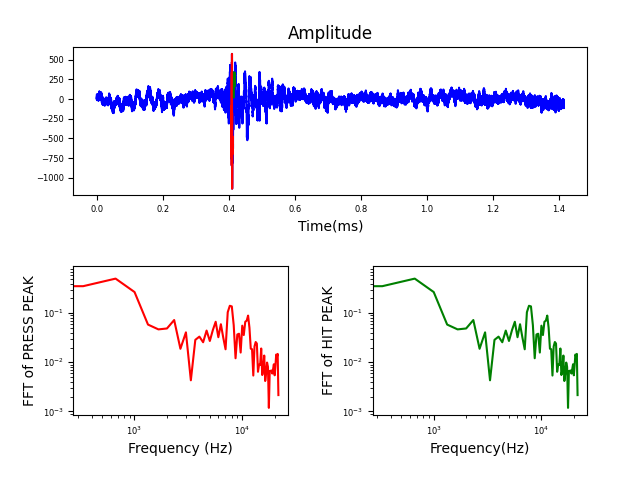 Amplitude
500
250
0
−250
−500
−750
−1000
0.0 0.2 0.4 0.6 0.8 1.0 1.2 1.4
Time(ms)
FFT of PRESS PEAK
10⁻¹
10⁻²
10⁻³
10³ 10⁴
Frequency (Hz)
FFT of HIT PEAK
10⁻¹
10⁻²
10⁻³
10³ 10⁴
Frequency(Hz)